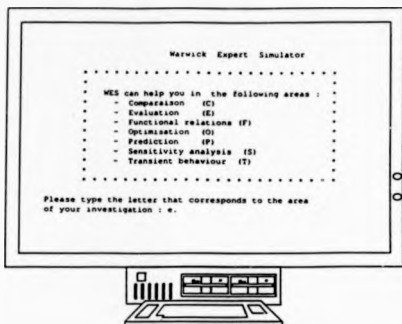 Warwick Expert Simulator
WES can help you in the following areas :
- Comparaison (C)
- Evaluation (E)
- Functional relations (F)
- Optimisation (O)
- Prediction (P)
- Sensitivity analysis (S)
- Transient behaviour (T)
Please type the letter that corresponds to the area
of your investigation : e.